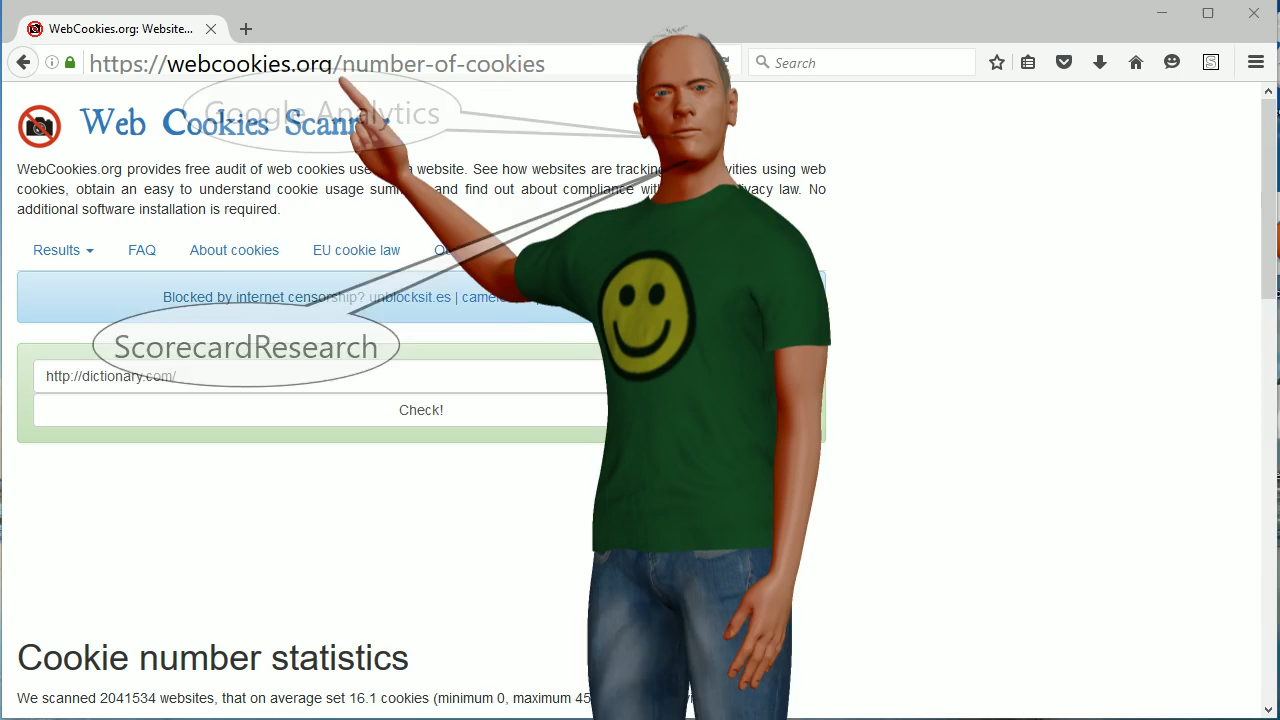 WebCookies.org: Website...
https://webcookies.org/number-of-cookies
Search
S
Google Analytics
Web Cookies Scanner
WebCookies.org provides free audit of web cookies use a website. See how websites are tracking vities using web
cookies, obtain an easy to understand cookie usage sum and find out about compliance with vacy law. No
additional software installation is required.
Results FAQ About cookies EU cookie law
Blocked by internet censorship? unblocksit.es |
ScorecardResearch
http://dictionary.com/
Check!
Cookie number statistics
We scanned 2041534 websites, that on average set 16.1 cookies (minimum 0, maximum 45